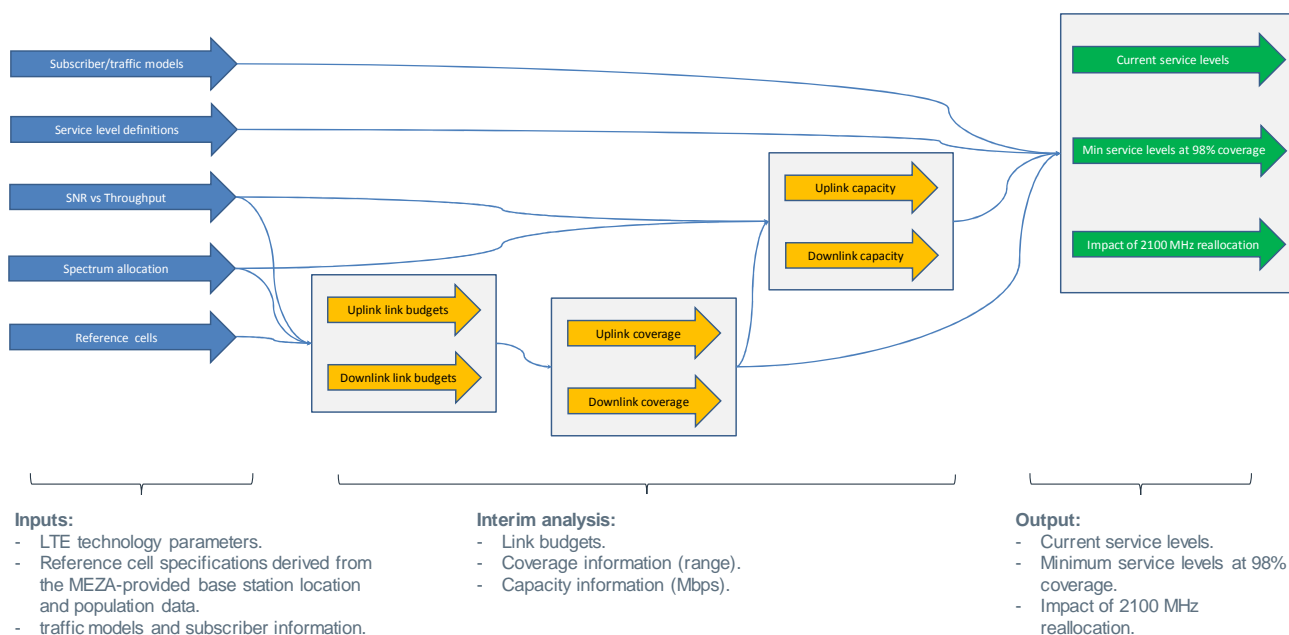 Subscriber/traffic models
Service level definitions
SNR vs Throughput
Spectrum allocation
Reference cells
Uplink link budgets
Downlink link budgets
Uplink coverage
Downlink coverage
Uplink capacity
Downlink capacity
Current service levels
Min service levels at 98% coverage
Impact of 2100 MHz reallocation
Inputs:
- LTE technology parameters.
- Reference cell specifications derived from
the MEZA-provided base station location
and population data.
- traffic models and subscriber information.
Interim analysis:
- Link budgets.
- Coverage information (range).
- Capacity information (Mbps).
Output:
- Current service levels.
- Minimum service levels at 98%
coverage.
- Impact of 2100 MHz
reallocation.